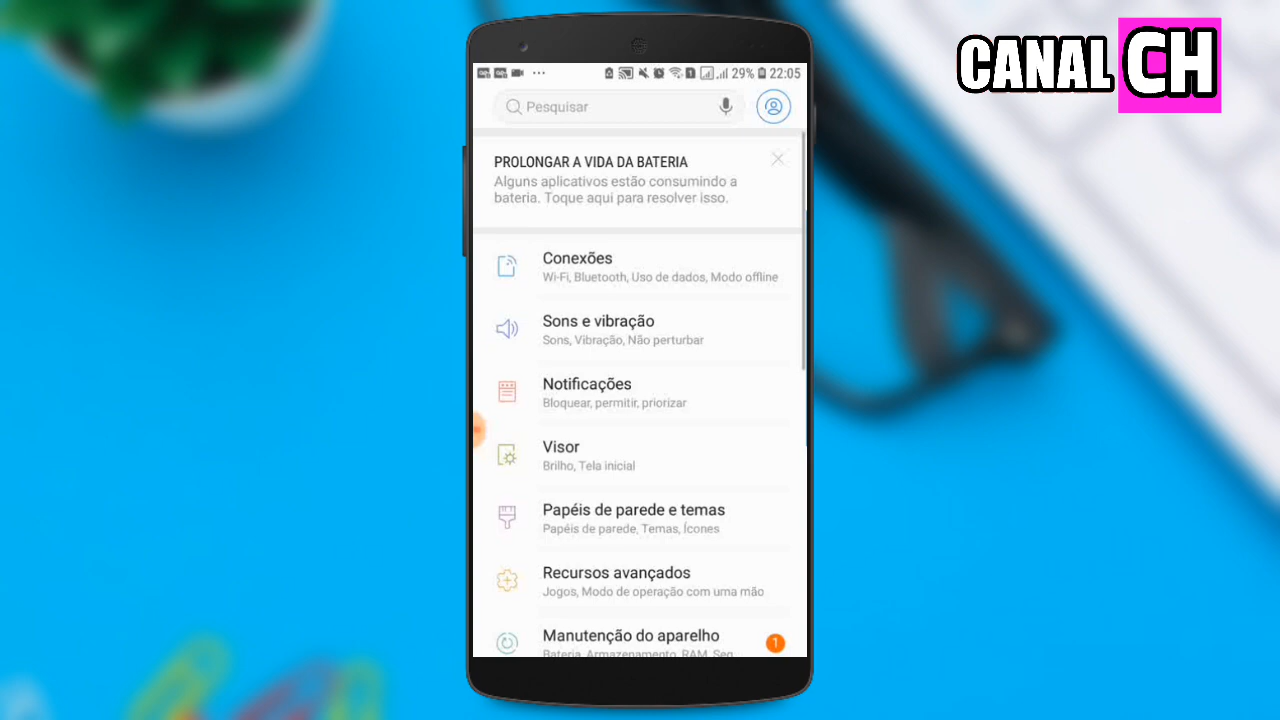 CANAL CH
29% 22:05
Pesquisar
PROLONGAR A VIDA DA BATERIA
Alguns aplicativos estão consumindo a
bateria. Toque aqui para resolver isso.
Conexões
Wi-Fi, Bluetooth, Uso de dados, Modo offline
Sons e vibração
Sons, Vibração, Não perturbar
Notificações
Bloquear, permitir, priorizar
Visor
Brilho, Tela inicial
Papéis de parede e temas
Papéis de parede, Temas, Ícones
Recursos avançados
Jogos, Modo de operação com uma mão
Manutenção do aparelho
1
Bateria, Armazenamento, RAM, Seg